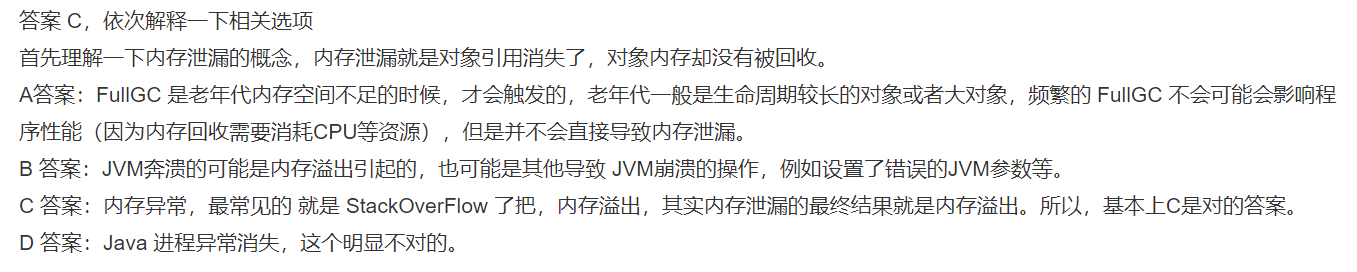 答案 C，依次解释一下相关选项
首先理解一下内存泄漏的概念，内存泄漏就是对象引用消失了，对象内存却没有被回收。
A答案：FullGC 是老年代内存空间不足的时候，才会触发的，老年代一般是生命周期较长的对象或者大对象，频繁的 FullGC 不会可能会影响程
序性能（因为内存回收需要消耗CPU等资源），但是并不会直接导致内存泄漏。
B 答案：JVM奔溃的可能是内存溢出引起的，也可能是其他导致 JVM崩溃的操作，例如设置了错误的JVM参数等。
C 答案：内存异常，最常见的 就是 StackOverFlow 了把，内存溢出，其实内存泄漏的最终结果就是内存溢出。所以，基本上C是对的答案。
D 答案：Java 进程异常消失，这个明显不对的。